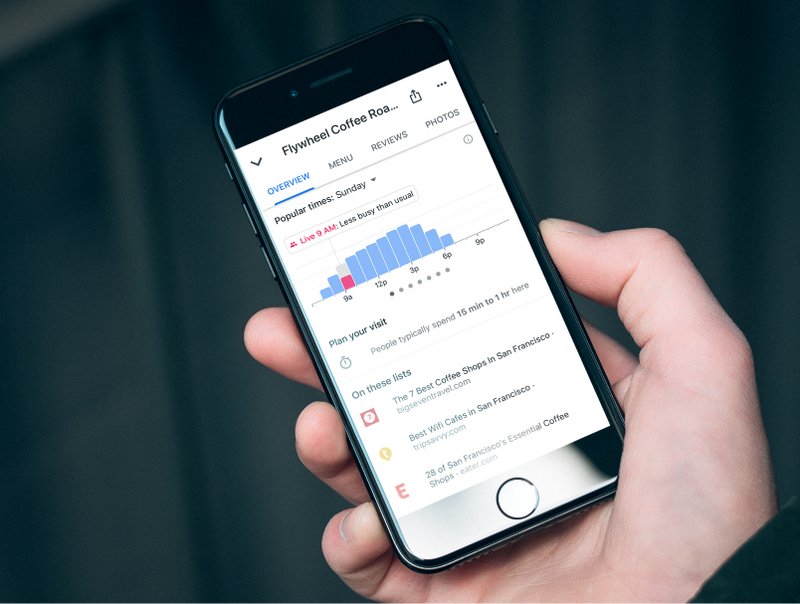 Flywheel Coffee Roa...
OVERVIEW MENU REVIEWS PHOTOS
Popular times: Sunday
Live 9 AM: Less busy than usual
9a 12p 3p 6p 9p
Plan your visit
People typically spend 15 min to 1 hr here
On these lists
The 7 Best Coffee Shops in San Francisco ·
bigseventravel.com
Best Wifi Cafes in San Francisco ·
tripsavvy.com
28 of San Francisco's Essential Coffee
Shops · eater.com